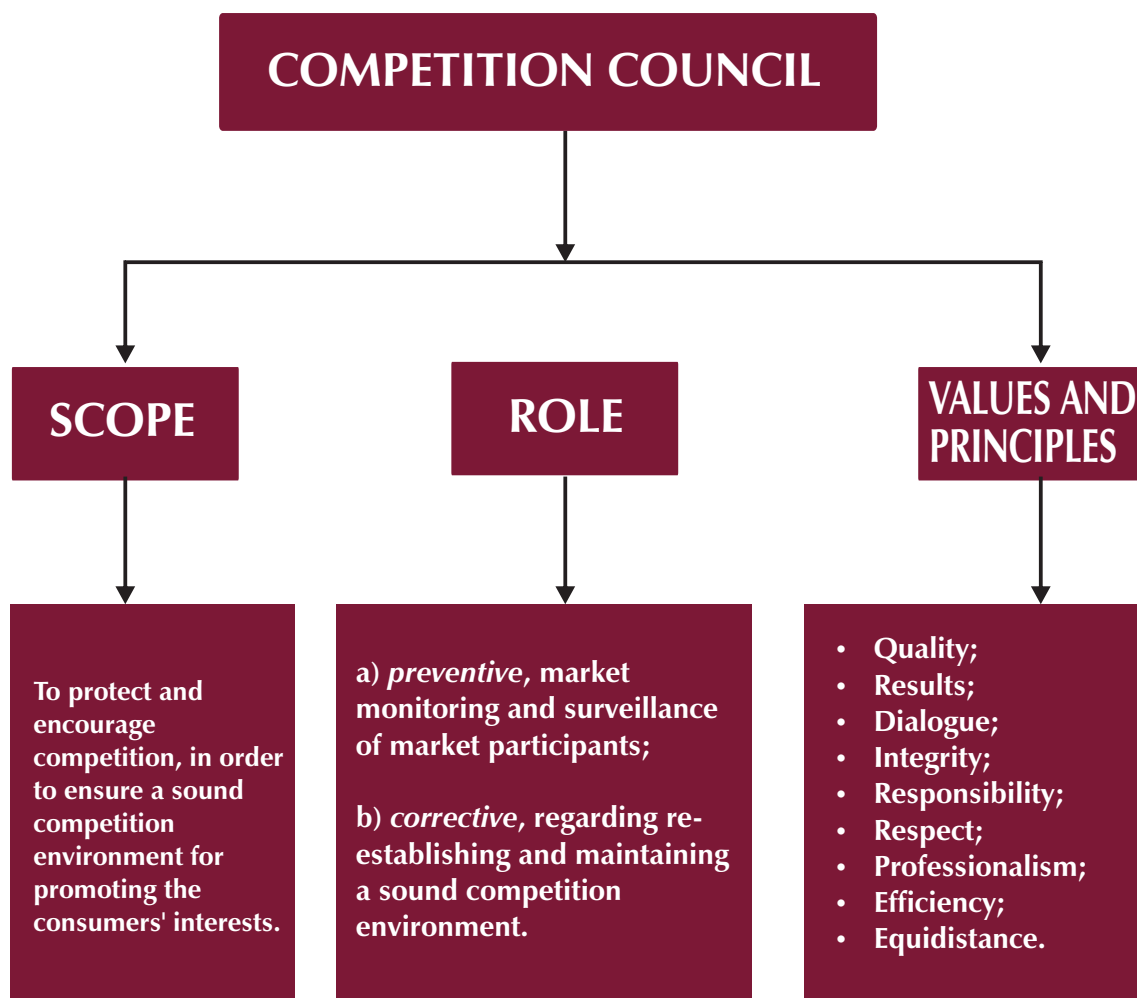 COMPETITION COUNCIL
SCOPE
ROLE
VALUES AND
PRINCIPLES
To protect and
encourage
competition, in order
to ensure a sound
competition
environment for
promoting the
consumers' interests.
a) preventive, market
monitoring and surveillance
of market participants;
b) corrective, regarding re-
establishing and maintaining
a sound competition
environment.
• Quality;
• Results;
• Dialogue;
• Integrity;
• Responsibility;
• Respect;
• Professionalism;
• Efficiency;
• Equidistance.